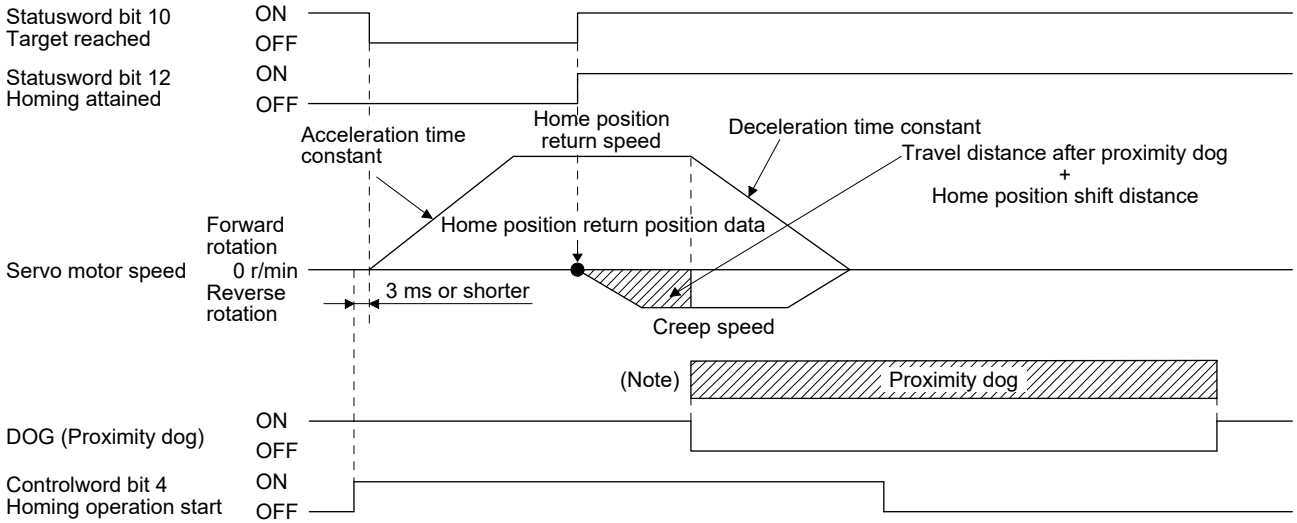 Statusword bit 10
Target reached
ON
OFF
Statusword bit 12
Homing attained
ON
OFF
Acceleration time
constant
Home position
return speed
Deceleration time constant
Travel distance after proximity dog
+
Home position shift distance
Home position return position data
Servo motor speed
Forward
rotation
0 r/min
Reverse
rotation
3 ms or shorter
Creep speed
(Note)
Proximity dog
DOG (Proximity dog)
ON
OFF
Controlword bit 4
Homing operation start
ON
OFF